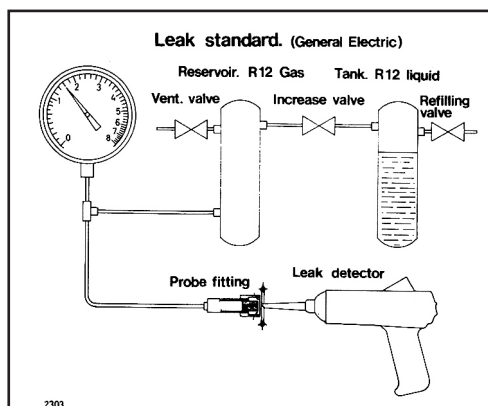 Leak standard. (General Electric)
Reservoir. R12 Gas Tank. R12 liquid
Vent. valve Increase valve Refilling
valve
0 1 2 3 4 5 6 7 8
Probe fitting Leak detector
2303